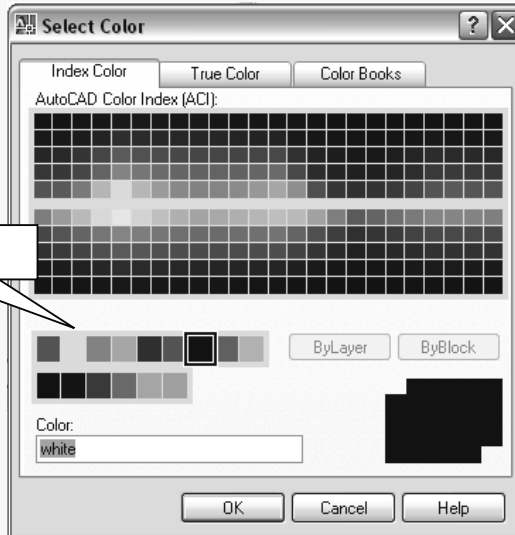 Select Color
Index Color
True Color
Color Books
AutoCAD Color Index (ACI):
ByLayer
ByBlock
Color:
white
OK
Cancel
Help